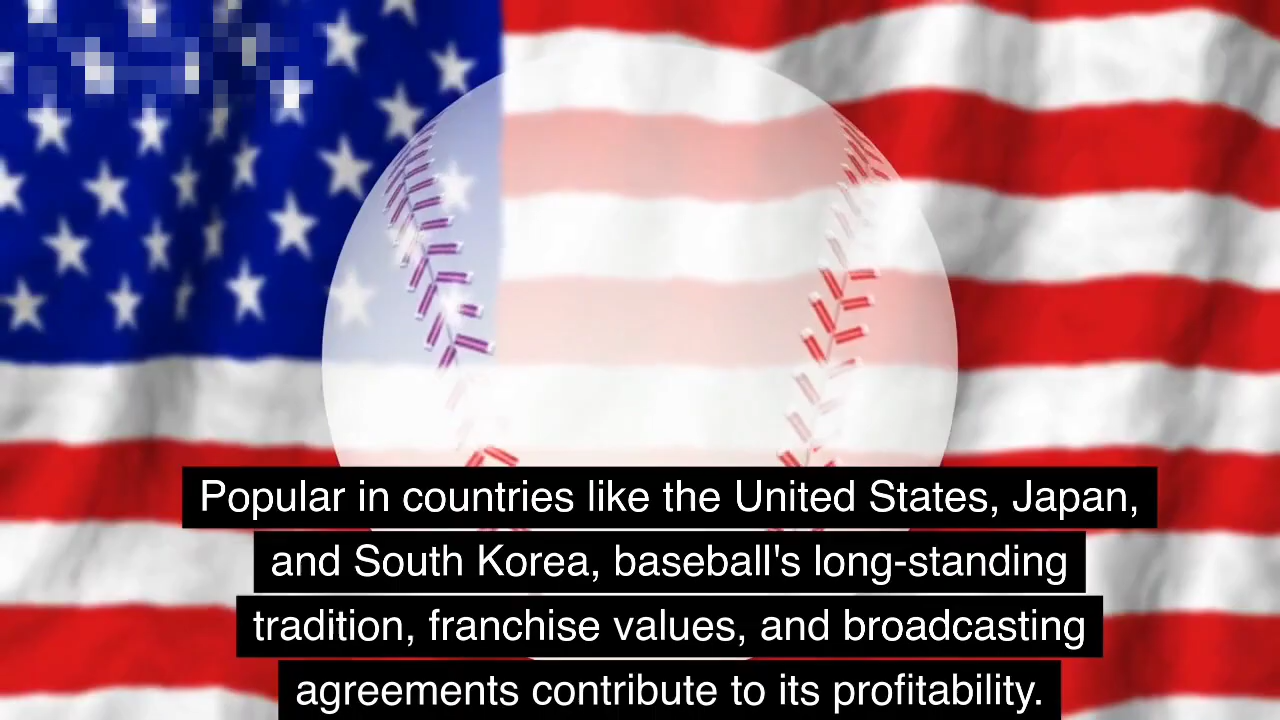 Popular in countries like the United States, Japan,
and South Korea, baseball's long-standing
tradition, franchise values, and broadcasting
agreements contribute to its profitability.